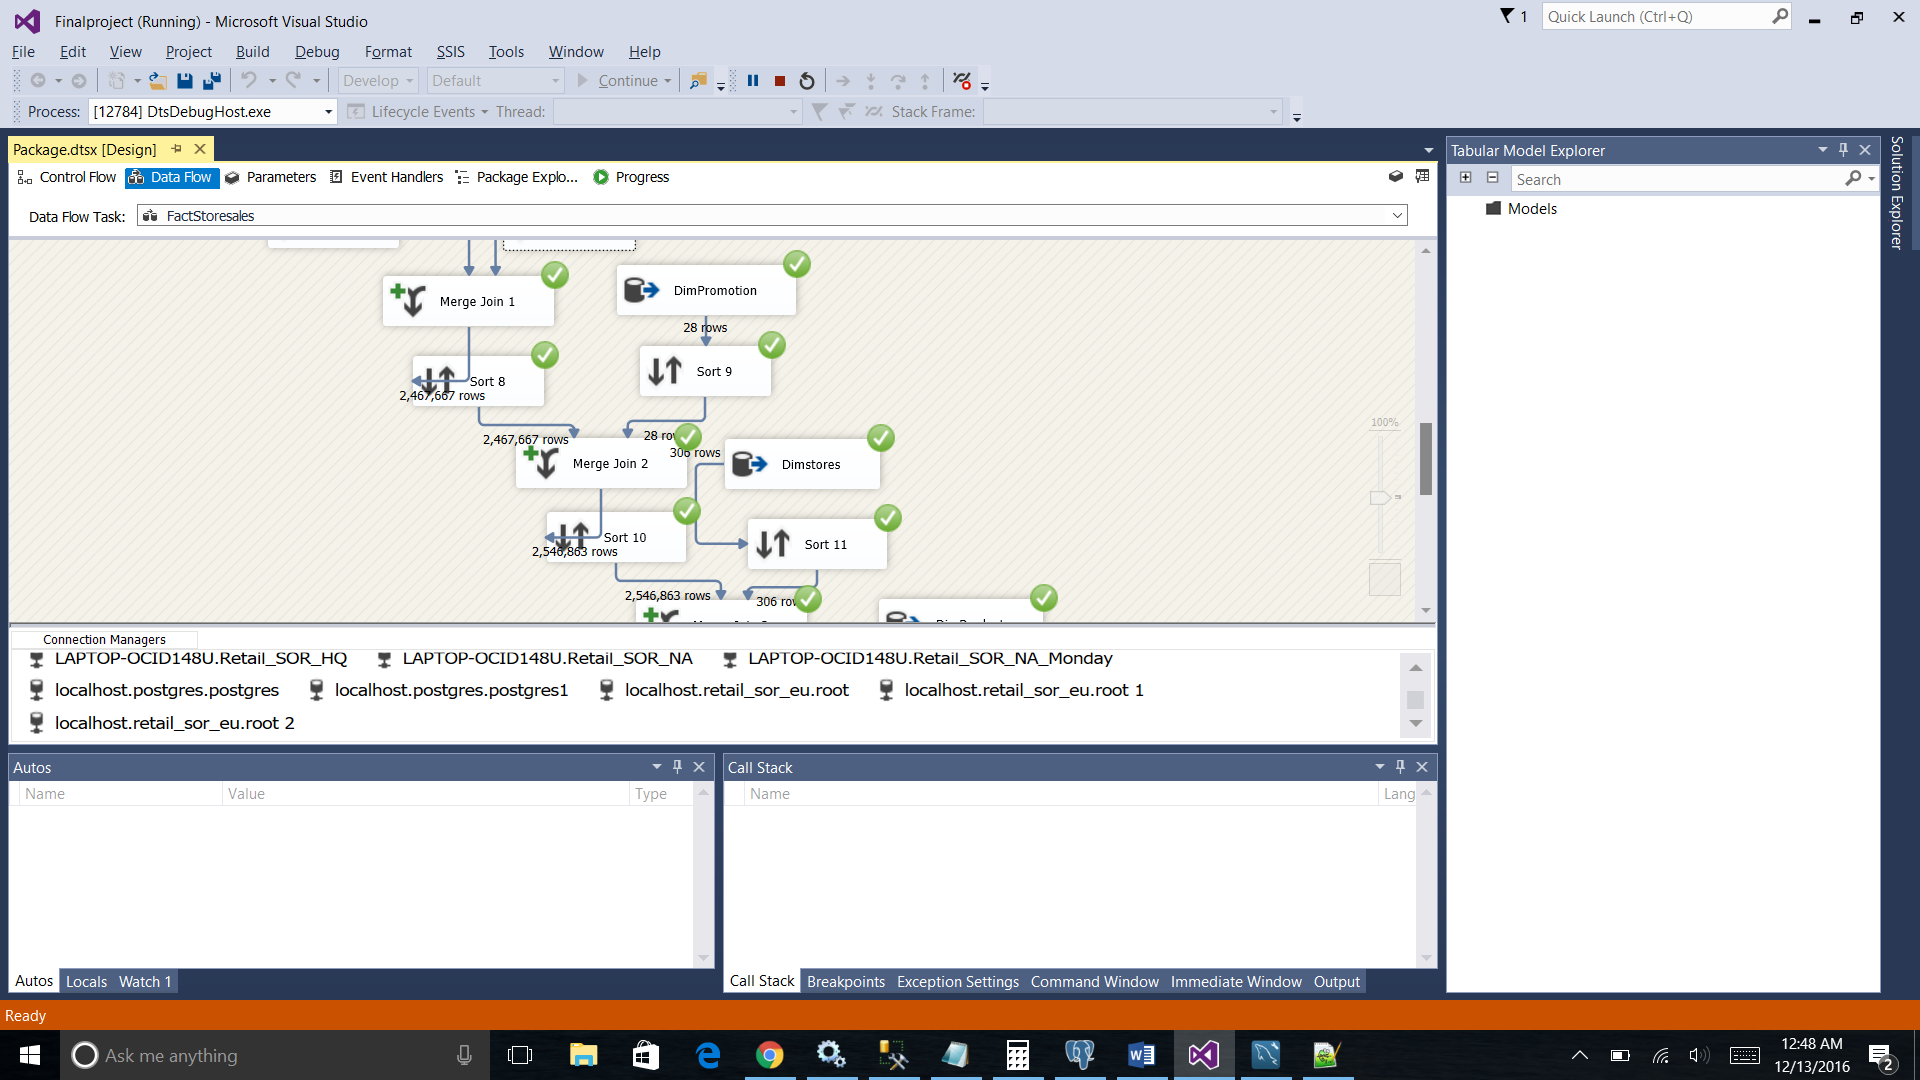 Finalproject (Running) - Microsoft Visual Studio
1
Quick Launch (Ctrl+Q)
File Edit View Project Build Debug Format SSIS Tools Window Help
Develop Default Continue
Process: [12784] DtsDebugHost.exe Lifecycle Events Thread: Stack Frame:
Package.dtsx [Design]
Control Flow Data Flow Parameters Event Handlers Package Explo... Progress
Data Flow Task: FactStoresales
Merge Join 1
DimPromotion
28 rows
Sort 8
2,467,667 rows
Sort 9
2,467,667 rows
306 rows
Merge Join 2
Dimstores
Sort 10
2,546,863 rows
Sort 11
2,546,863 rows
100%
Connection Managers
LAPTOP-OCID148U.Retail_SOR_HQ LAPTOP-OCID148U.Retail_SOR_NA LAPTOP-OCID148U.Retail_SOR_NA_Monday
localhost.postgres.postgres localhost.postgres.postgres1 localhost.retail_sor_eu.root localhost.retail_sor_eu.root 1
localhost.retail_sor_eu.root 2
Autos
Name Value Type
Autos Locals Watch 1
Call Stack
Name Lang
Call Stack Breakpoints Exception Settings Command Window Immediate Window Output
Tabular Model Explorer
Search
Models
Solution Explorer
Ready
Ask me anything
12:48 AM
12/13/2016
2